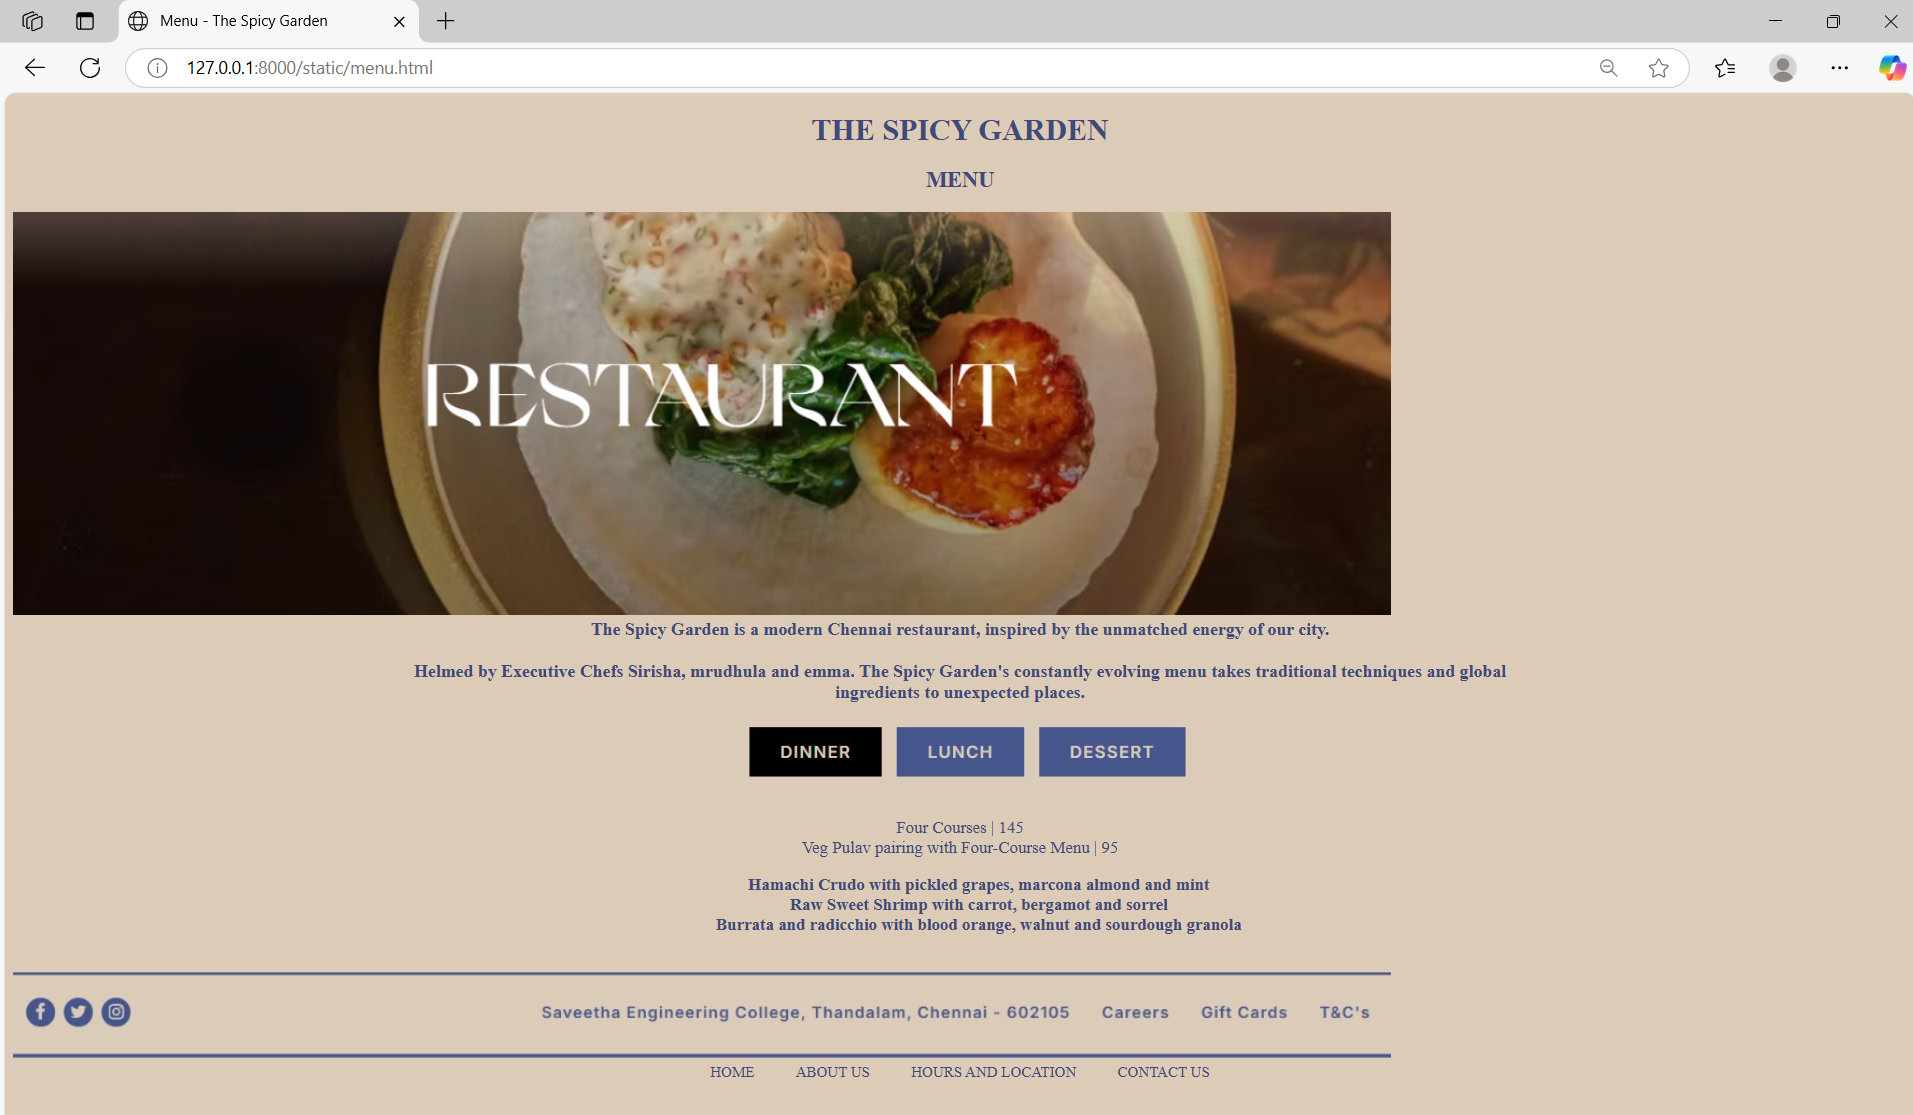 Menu - The Spicy Garden
127.0.0.1:8000/static/menu.html
THE SPICY GARDEN
MENU
RESTAURANT
The Spicy Garden is a modern Chennai restaurant, inspired by the unmatched energy of our city.
Helmed by Executive Chefs Sirisha, mrudhula and emma. The Spicy Garden's constantly evolving menu takes traditional techniques and global
ingredients to unexpected places.
DINNER LUNCH DESSERT
Four Courses | 145
Veg Pulav pairing with Four-Course Menu | 95
Hamachi Crudo with pickled grapes, marcona almond and mint
Raw Sweet Shrimp with carrot, bergamot and sorrel
Burrata and radicchio with blood orange, walnut and sourdough granola
Saveetha Engineering College, Thandalam, Chennai - 602105 Careers Gift Cards T&C's
HOME ABOUT US HOURS AND LOCATION CONTACT US